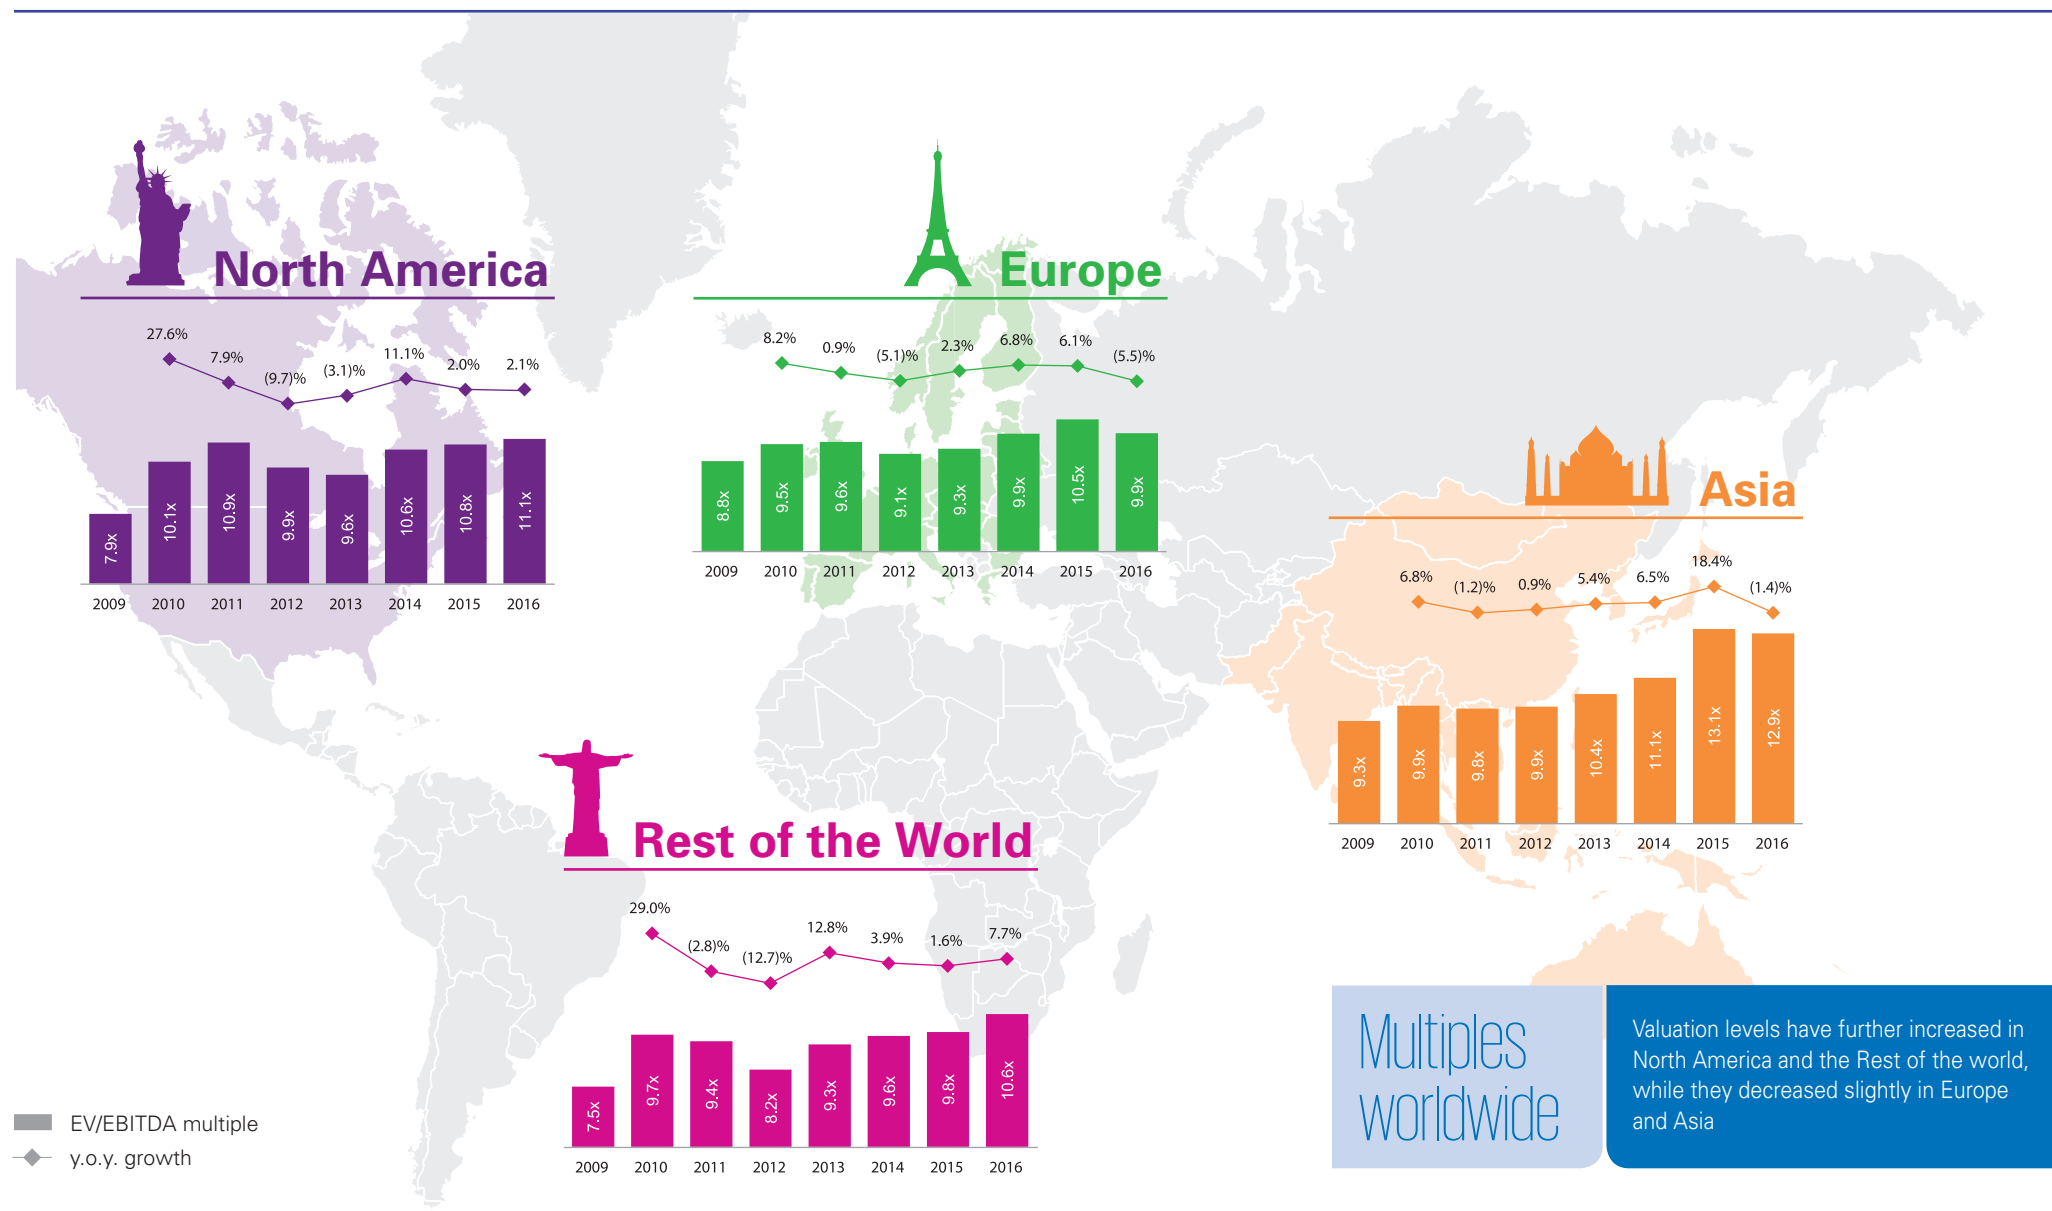 North America
27.6%
7.9%
(9.7)%
(3.1)%
11.1%
2.0%
2.1%
7.9x
10.1x
10.9x
9.9x
9.6x
10.6x
10.8x
11.1x
2009 2010 2011 2012 2013 2014 2015 2016
Europe
8.2%
0.9%
(5.1)%
2.3%
6.8%
6.1%
(5.5)%
8.8x
9.5x
9.6x
9.1x
9.3x
9.9x
10.5x
9.9x
2009 2010 2011 2012 2013 2014 2015 2016
Asia
6.8%
(1.2)%
0.9%
5.4%
6.5%
18.4%
(1.4)%
9.3x
9.9x
9.8x
9.9x
10.4x
11.1x
13.1x
12.9x
2009 2010 2011 2012 2013 2014 2015 2016
Rest of the World
29.0%
(2.8)%
(12.7)%
12.8%
3.9%
1.6%
7.7%
7.5x
9.7x
9.4x
8.2x
9.3x
9.6x
9.8x
10.6x
2009 2010 2011 2012 2013 2014 2015 2016
EV/EBITDA multiple
y.o.y. growth
Multiples
worldwide
Valuation levels have further increased in
North America and the Rest of the world,
while they decreased slightly in Europe
and Asia